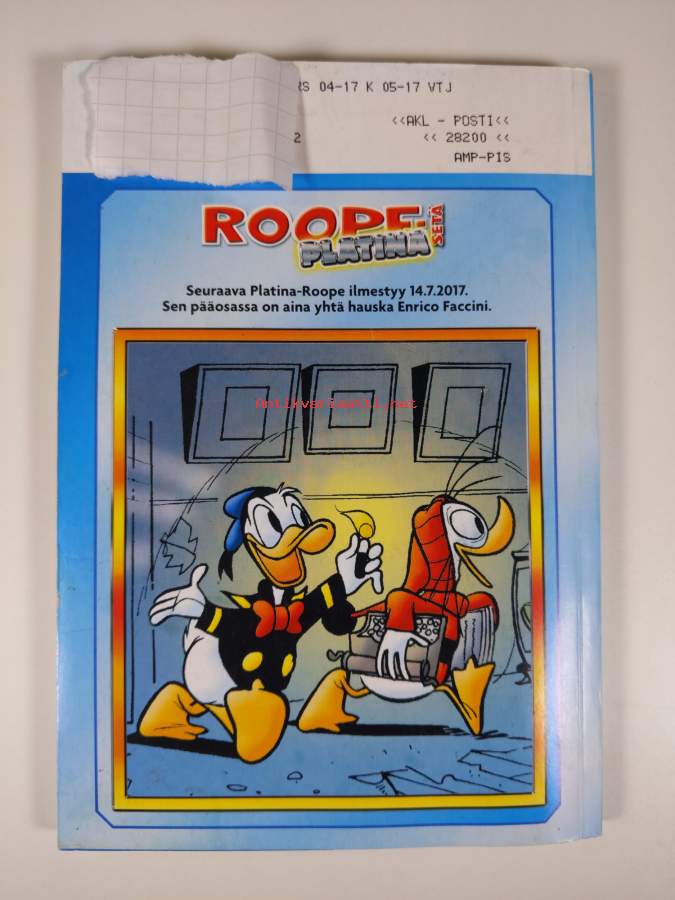 RS 04-17 K 05-17 VTJ
<<AKL - POSTI<<
2 << 28200 <<
AMP-PIS
ROOPE-SETÄ
PLATINA
Seuraava Platina-Roope ilmestyy 14.7.2017.
Sen pääosassa on aina yhtä hauska Enrico Faccini.
Antikvariaatti.net